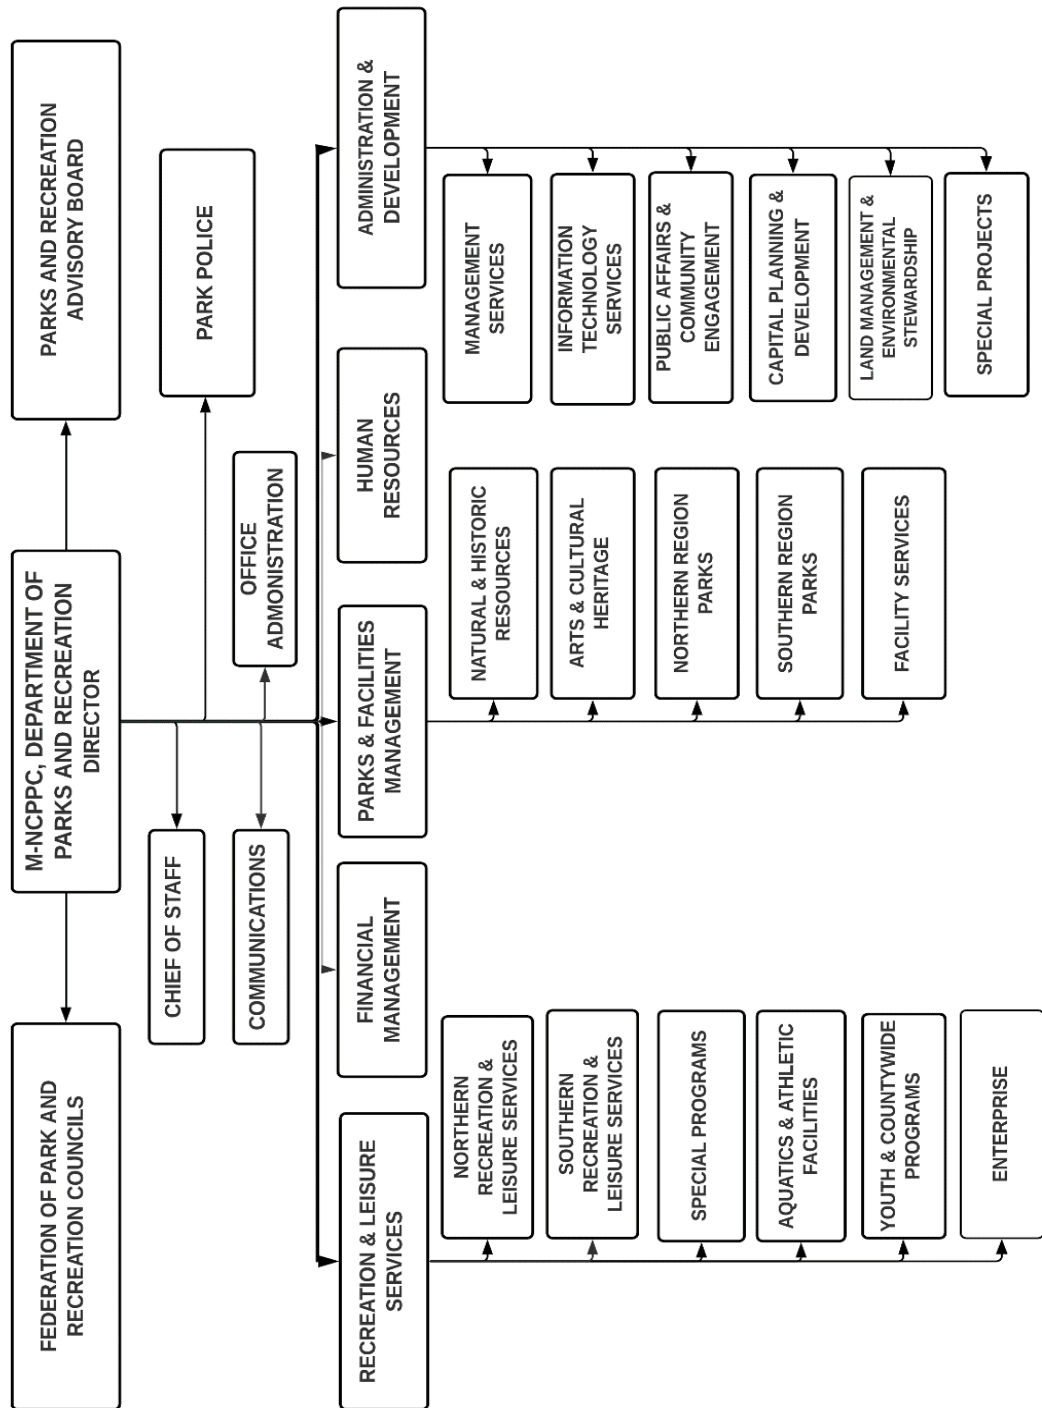 FEDERATION OF PARK AND
RECREATION COUNCILS
M-NCPPC, DEPARTMENT OF
PARKS AND RECREATION
DIRECTOR
PARKS AND RECREATION
ADVISORY BOARD
CHIEF OF STAFF
PARK POLICE
COMMUNICATIONS
OFFICE
ADMONISTRATION
RECREATION & LEISURE
SERVICES
FINANCIAL
MANAGEMENT
PARKS & FACILITIES
MANAGEMENT
HUMAN
RESOURCES
ADMINISTRATION &
DEVELOPMENT
NORTHERN
RECREATION &
LEISURE SERVICES
SOUTHERN
RECREATION &
LEISURE SERVICES
SPECIAL PROGRAMS
AQUATICS & ATHLETIC
FACILITIES
YOUTH & COUNTYWIDE
PROGRAMS
ENTERPRISE
NATURAL & HISTORIC
RESOURCES
ARTS & CULTURAL
HERITAGE
NORTHERN REGION
PARKS
SOUTHERN REGION
PARKS
FACILITY SERVICES
MANAGEMENT
SERVICES
INFORMATION
TECHNOLOGY
SERVICES
PUBLIC AFFAIRS &
COMMUNITY
ENGAGEMENT
CAPITAL PLANNING &
DEVELOPMENT
LAND MANAGEMENT &
ENVIRONMENTAL
STEWARDSHIP
SPECIAL PROJECTS